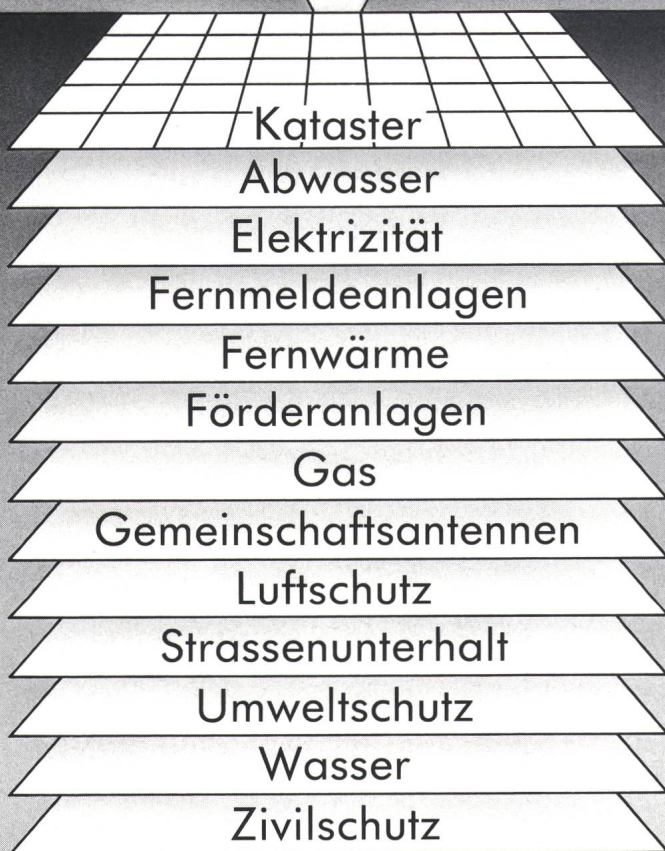 Kataster
Abwasser
Elektrizität
Fernmeldeanlagen
Fernwärme
Förderanlagen
Gas
Gemeinschaftsantennen
Luftschutz
Strassenunterhalt
Umweltschutz
Wasser
Zivilschutz